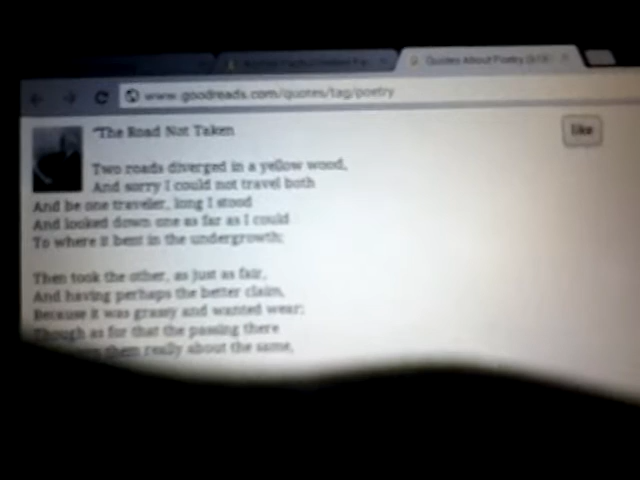 Quotes About Poetry
www.goodreads.com/quotes/tag/poetry
like
"The Road Not Taken
Two roads diverged in a yellow wood,
And sorry I could not travel both
And be one traveler, long I stood
And looked down one as far as I could
To where it bent in the undergrowth;
Then took the other, as just as fair,
And having perhaps the better claim,
Because it was grassy and wanted wear;
Though as for that the passing there
them really about the same,